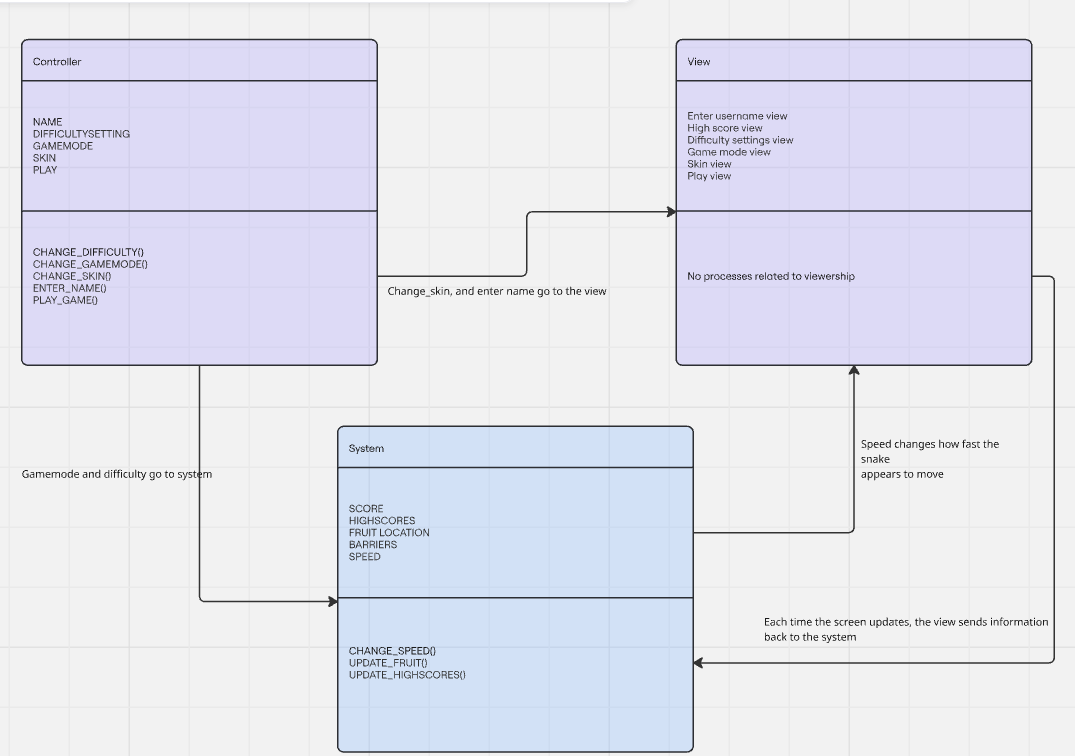 Controller
NAME
DIFFICULTYSETTING
GAMEMODE
SKIN
PLAY
CHANGE_DIFFICULTY()
CHANGE_GAMEMODE()
CHANGE_SKIN()
ENTER_NAME()
PLAY_GAME()
View
Enter username view
High score view
Difficulty settings view
Game mode view
Skin view
Play view
No processes related to viewership
Change_skin, and enter name go to the view
Gamemode and difficulty go to system
System
SCORE
HIGHSCORES
FRUIT LOCATION
BARRIERS
SPEED
CHANGE_SPEED()
UPDATE_FRUIT()
UPDATE_HIGHSCORES()
Speed changes how fast the
snake
appears to move
Each time the screen updates, the view sends information
back to the system